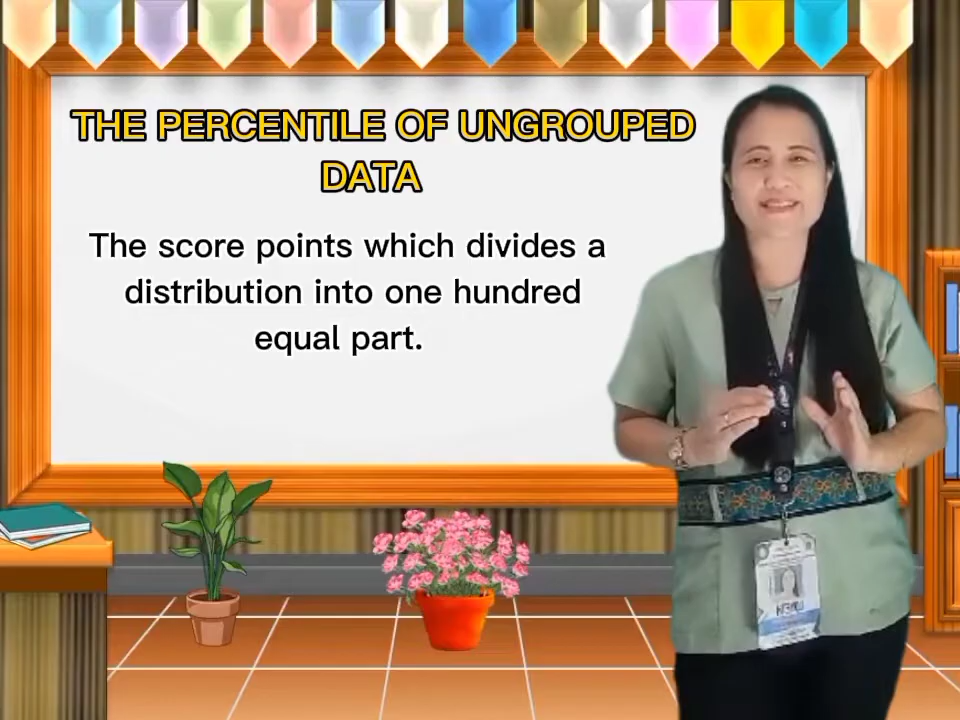 THE PERCENTILE OF UNGROUPED
DATA
The score points which divides a
distribution into one hundred
equal part.